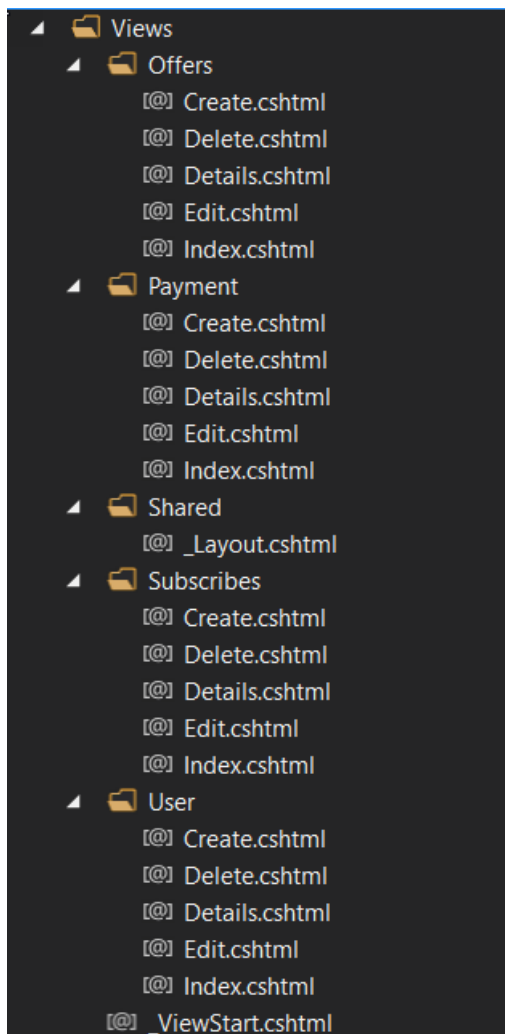 Views
Offers
[@] Create.cshtml
[@] Delete.cshtml
[@] Details.cshtml
[@] Edit.cshtml
[@] Index.cshtml
Payment
[@] Create.cshtml
[@] Delete.cshtml
[@] Details.cshtml
[@] Edit.cshtml
[@] Index.cshtml
Shared
[@] _Layout.cshtml
Subscribes
[@] Create.cshtml
[@] Delete.cshtml
[@] Details.cshtml
[@] Edit.cshtml
[@] Index.cshtml
User
[@] Create.cshtml
[@] Delete.cshtml
[@] Details.cshtml
[@] Edit.cshtml
[@] Index.cshtml
[@] _ViewStart.cshtml